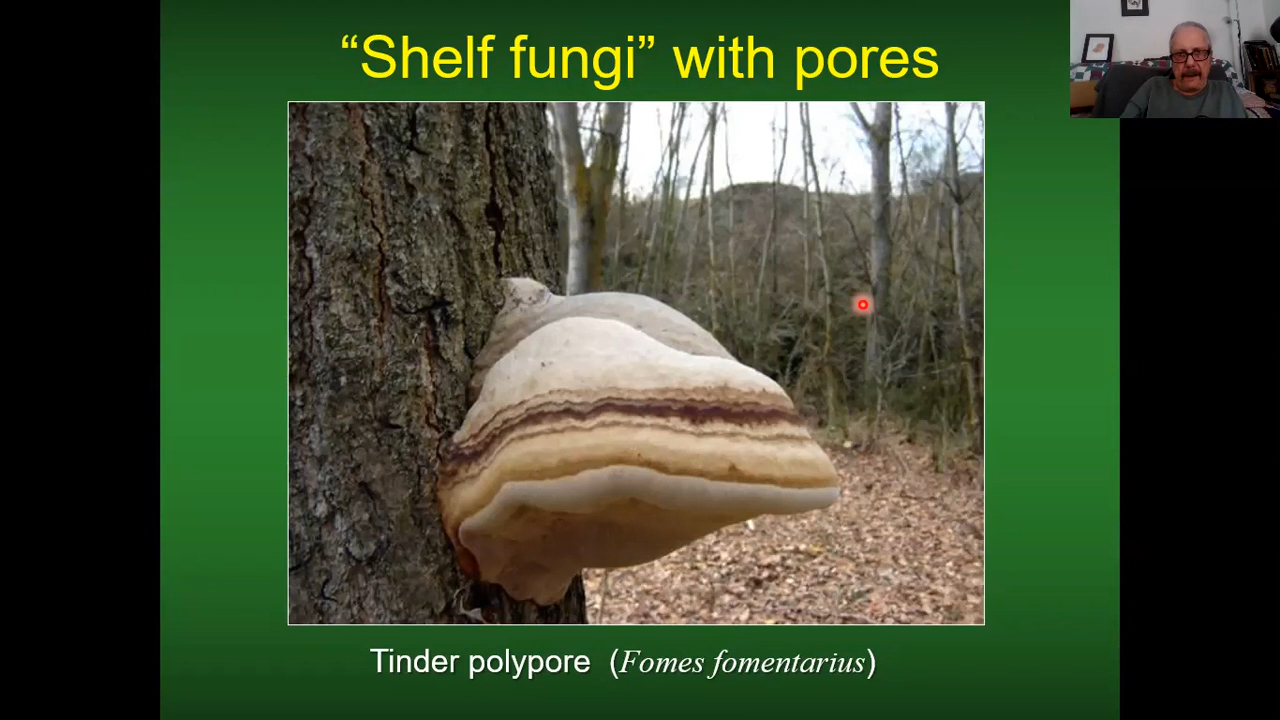 “Shelf fungi” with pores
Tinder polypore (Fomes fomentarius)